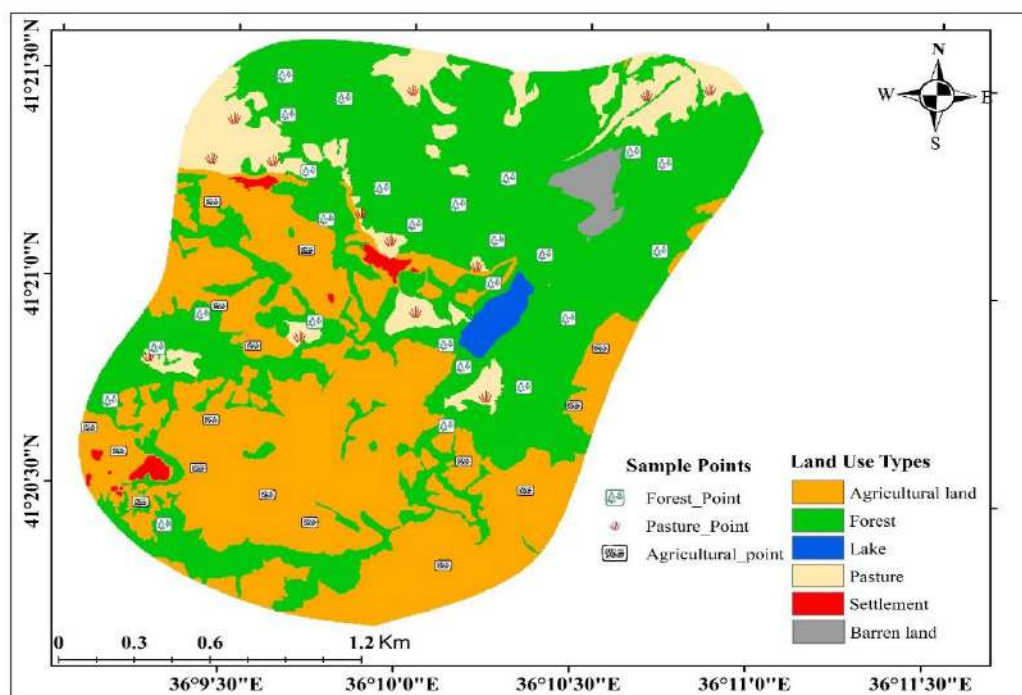 41°21'30"N
41°21'0"N
41°20'30"N
N
W
E
S
Sample Points
Forest_Point
Pasture_Point
Agricultural_point
Land Use Types
Agricultural land
Forest
Lake
Pasture
Settlement
Barren land
0 0.3 0.6 1.2 Km
36°9'30"E 36°10'0"E 36°10'30"E 36°11'0"E 36°11'30"E